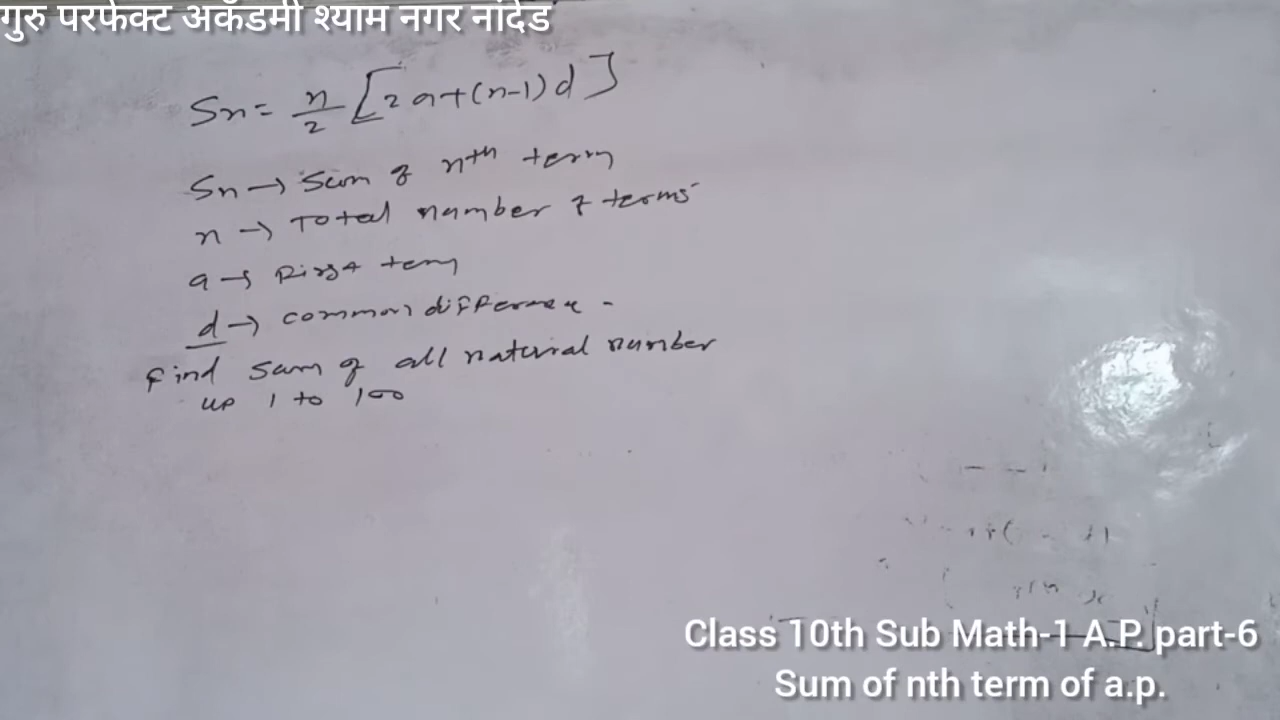 गुरु परफेक्ट अकॅडमी श्याम नगर नांदेड
Sn = n/2 [2a+(n-1)d]
Sn → Sum of nth term
n → Total number of terms
a → First term
d → common difference -
Find sum of all natural number
up 1 to 100
Class 10th Sub Math-1 A.P. part-6
Sum of nth term of a.p.